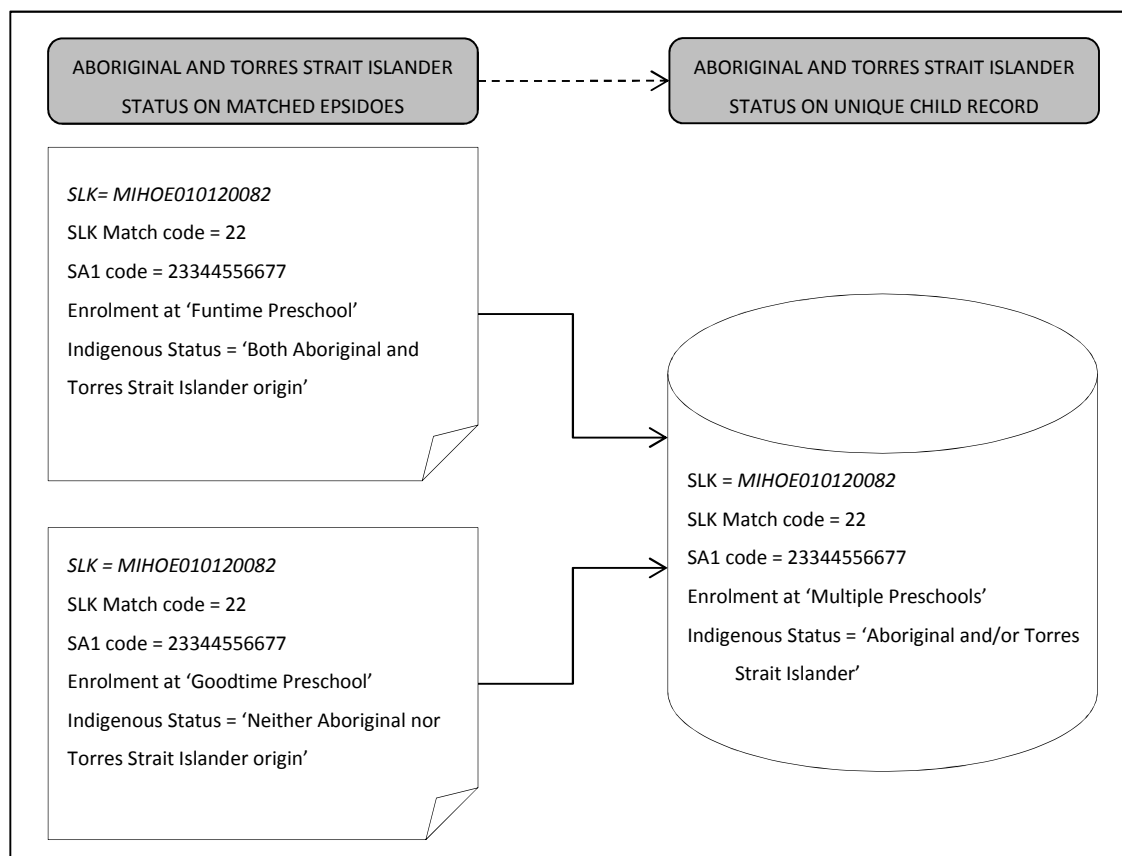 ABORIGINAL AND TORRES STRAIT ISLANDER
STATUS ON MATCHED EPSIDOES
ABORIGINAL AND TORRES STRAIT ISLANDER
STATUS ON UNIQUE CHILD RECORD
SLK= MIHOE010120082
SLK Match code = 22
SA1 code = 23344556677
Enrolment at ‘Funtime Preschool’
Indigenous Status = ‘Both Aboriginal and
Torres Strait Islander origin’
SLK = MIHOE010120082
SLK Match code = 22
SA1 code = 23344556677
Enrolment at ‘Goodtime Preschool’
Indigenous Status = ‘Neither Aboriginal nor
Torres Strait Islander origin’
SLK = MIHOE010120082
SLK Match code = 22
SA1 code = 23344556677
Enrolment at ‘Multiple Preschools’
Indigenous Status = ‘Aboriginal and/or Torres
Strait Islander’